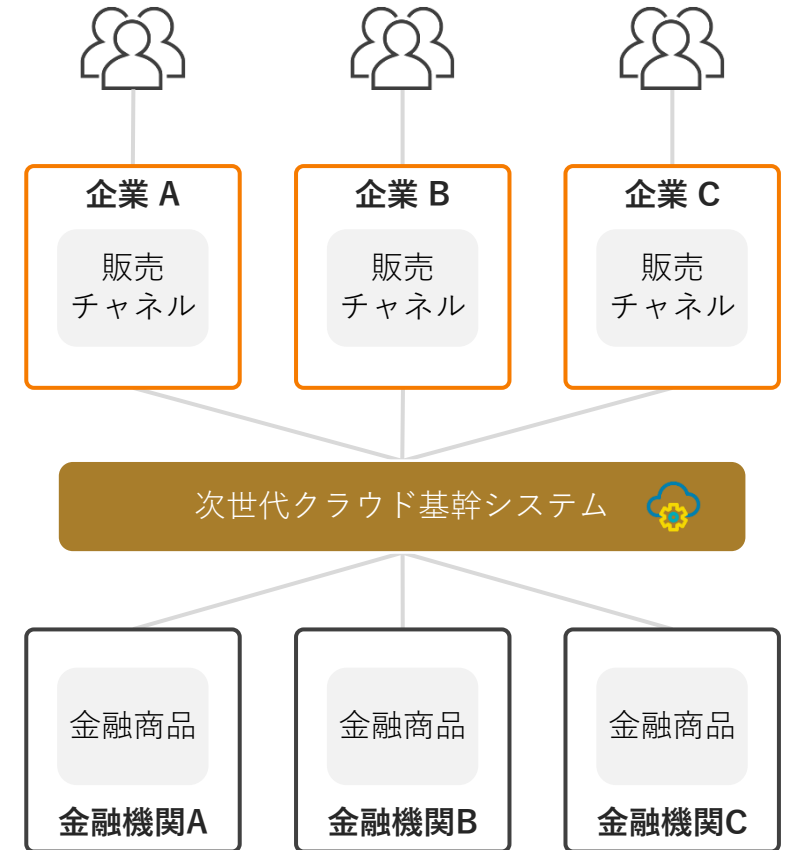 企業 A
企業 B
企業 C
販売
チャネル
販売
チャネル
販売
チャネル
次世代クラウド基幹システム
金融商品
金融商品
金融商品
金融機関A
金融機関B
金融機関C